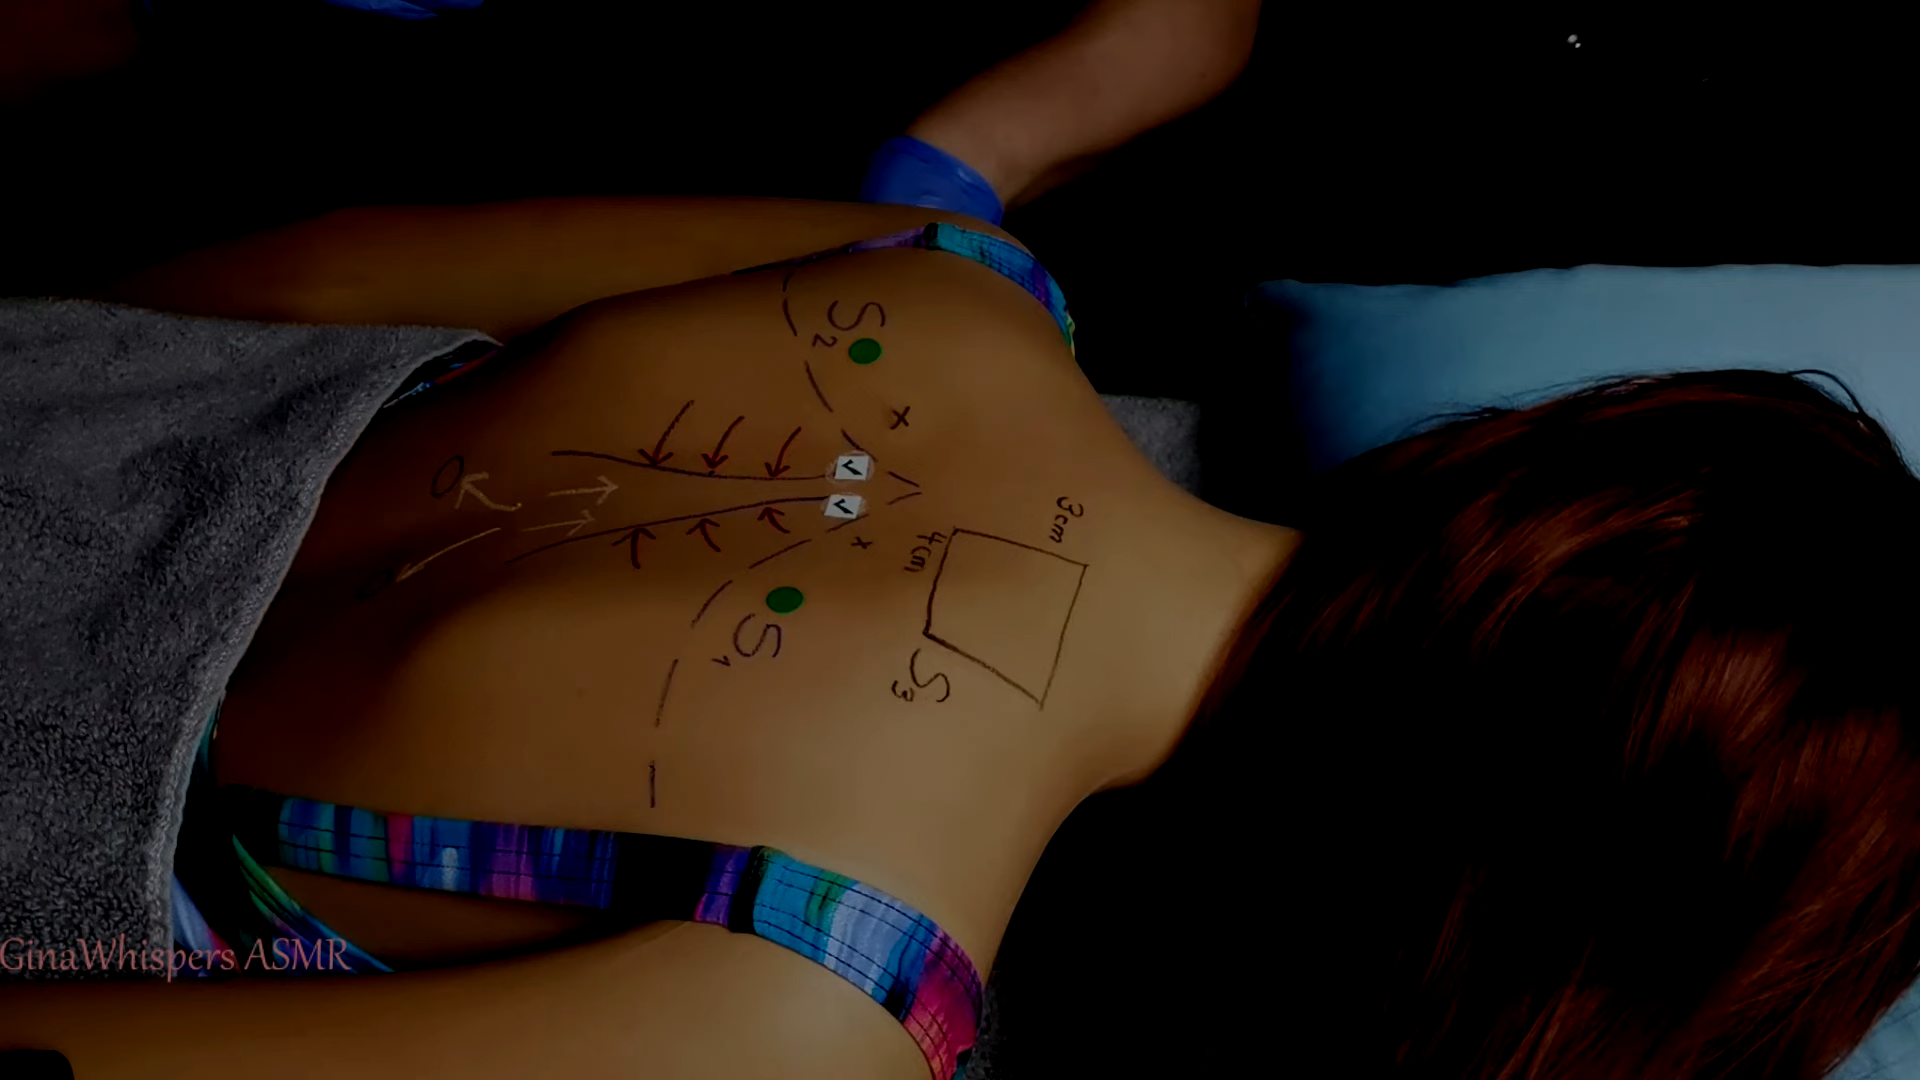 S2
x
✓
✓
x
S1
3cm
4cm
S3
GinaWhispers ASMR